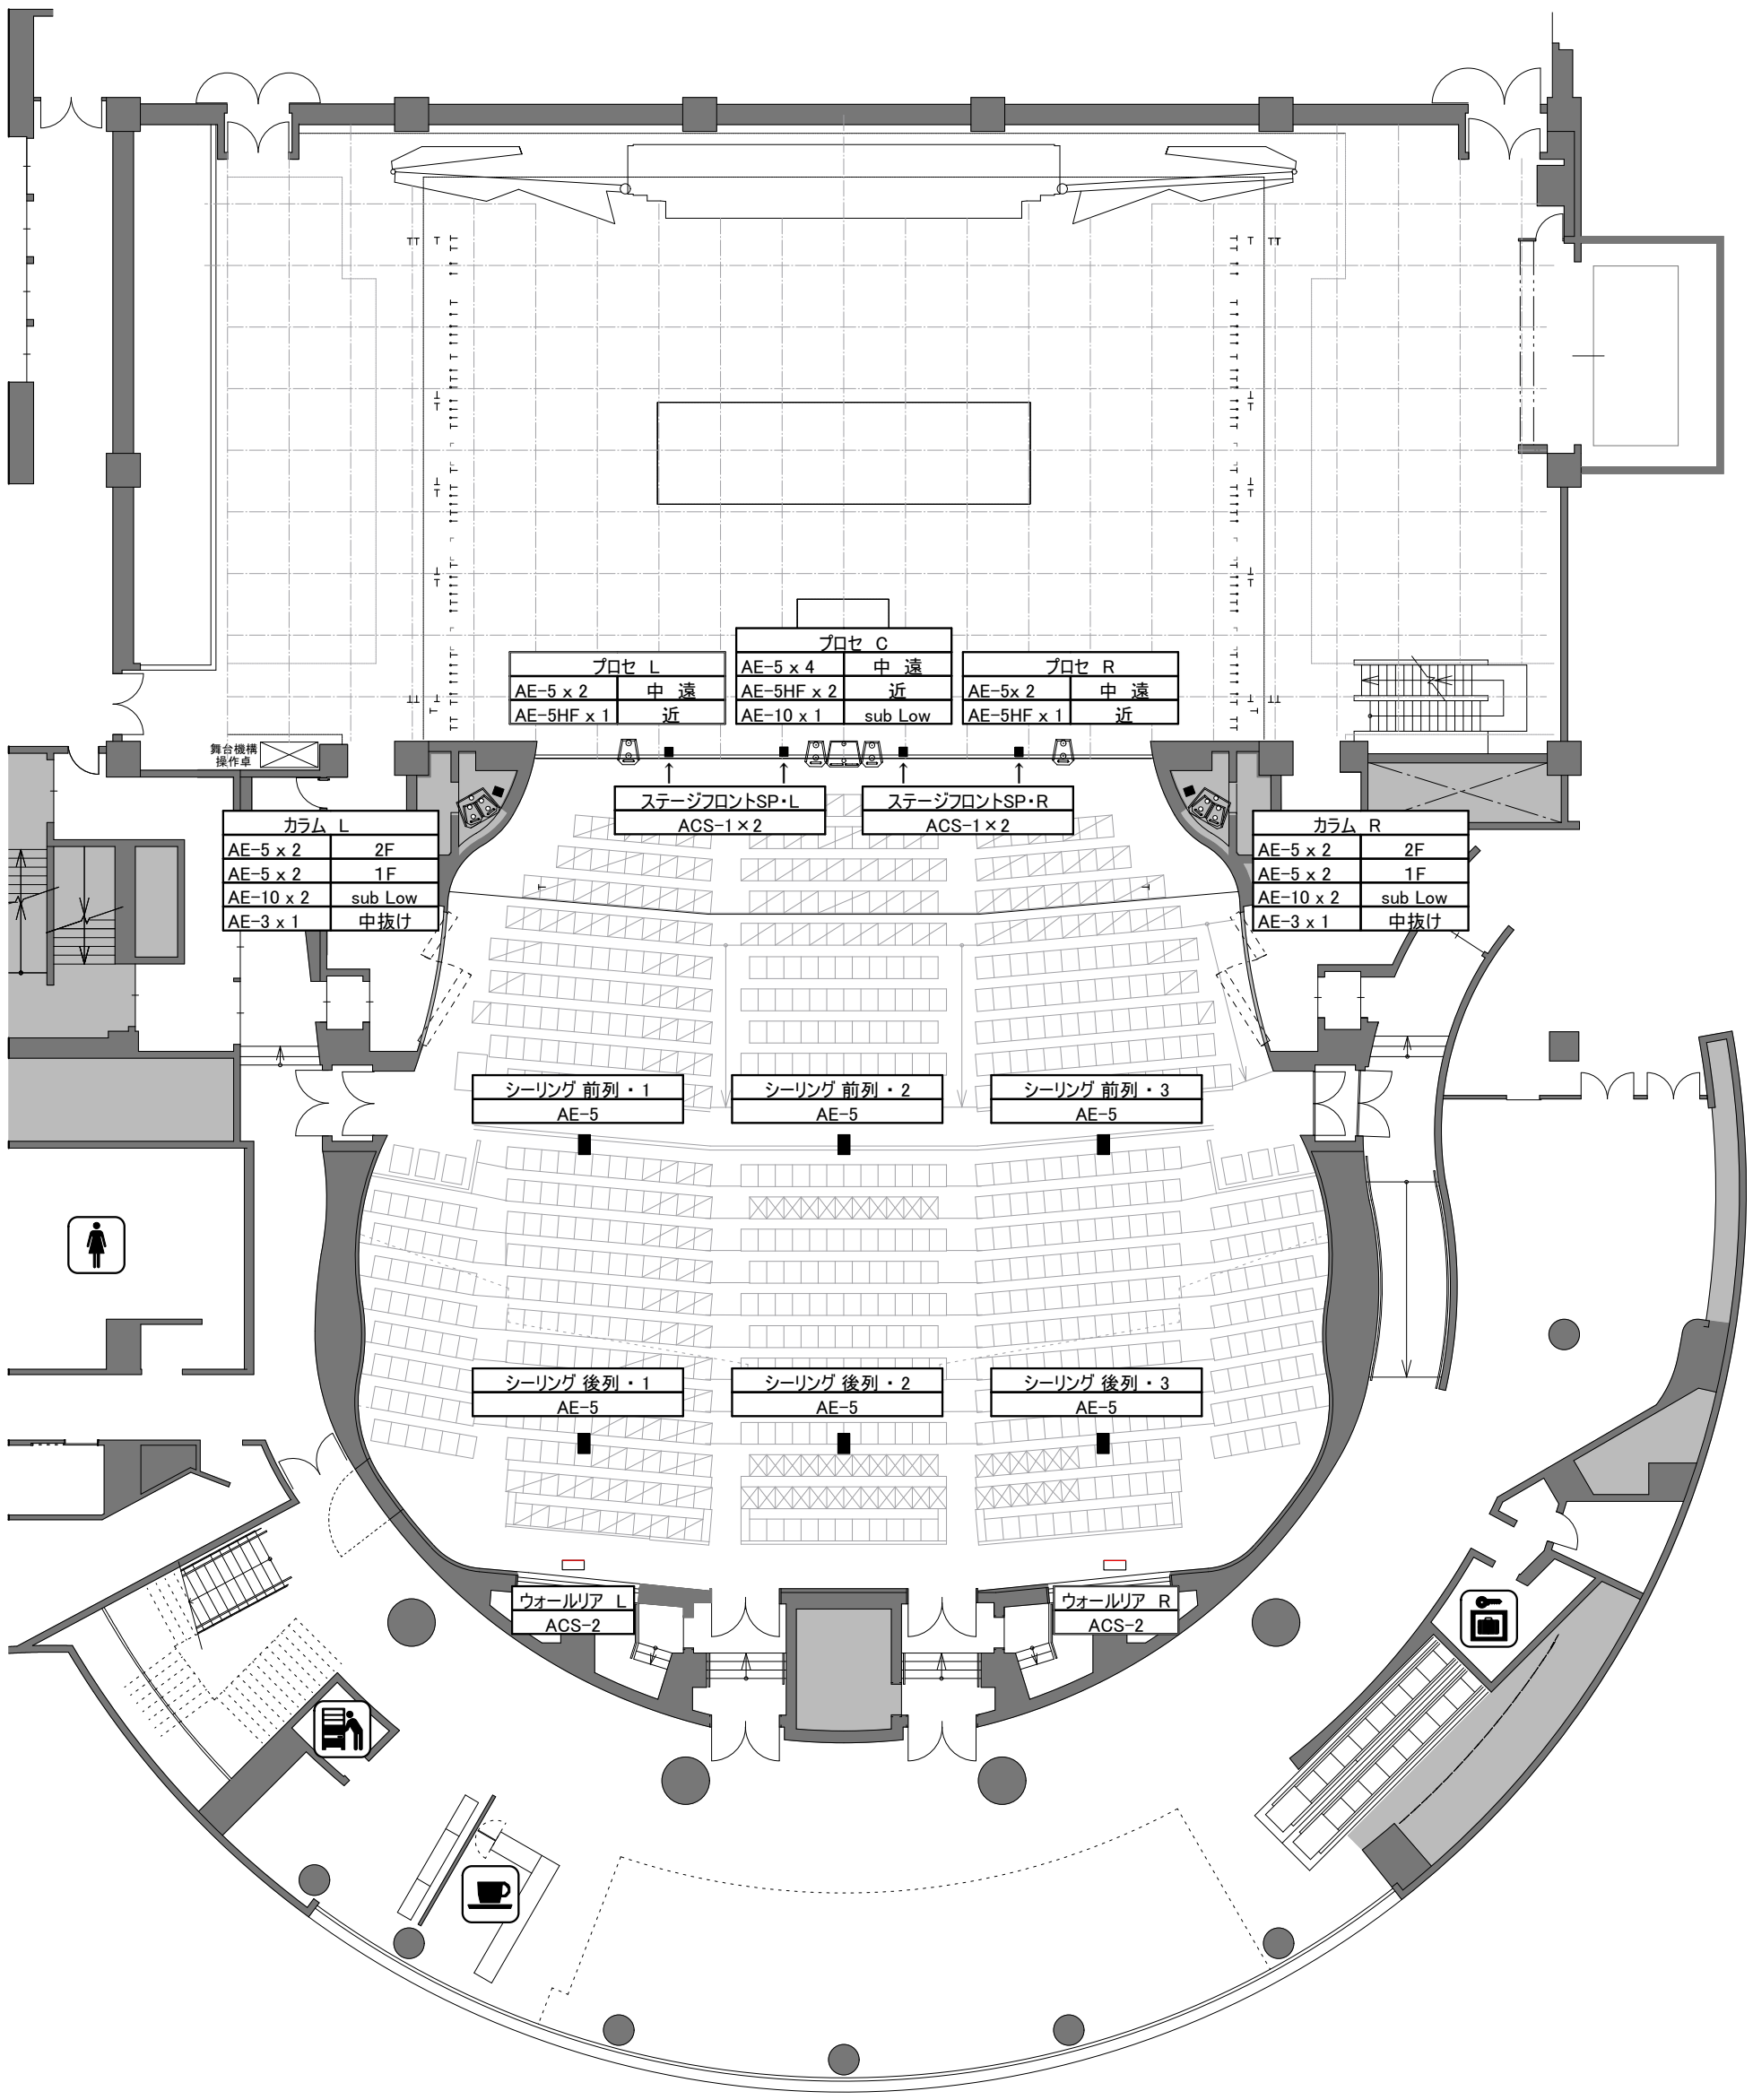 プロセ L
AE-5 x 2 中 遠
AE-5HF x 1 近
プロセ C
AE-5 x 4 中 遠
AE-5HF x 2 近
AE-10 x 1 sub Low
プロセ R
AE-5x 2 中 遠
AE-5HF x 1 近
舞台機構
操作卓
ステージフロントSP・L
ACS-1×2
ステージフロントSP・R
ACS-1×2
カラム L
AE-5 x 2 2F
AE-5 x 2 1F
AE-10 x 2 sub Low
AE-3 x 1 中抜け
カラム R
AE-5 x 2 2F
AE-5 x 2 1F
AE-10 x 2 sub Low
AE-3 x 1 中抜け
シーリング 前列 ・ 1
AE-5
シーリング 前列 ・ 2
AE-5
シーリング 前列 ・ 3
AE-5
シーリング 後列 ・ 1
AE-5
シーリング 後列 ・ 2
AE-5
シーリング 後列 ・ 3
AE-5
ウォールリア L
ACS-2
ウォールリア R
ACS-2